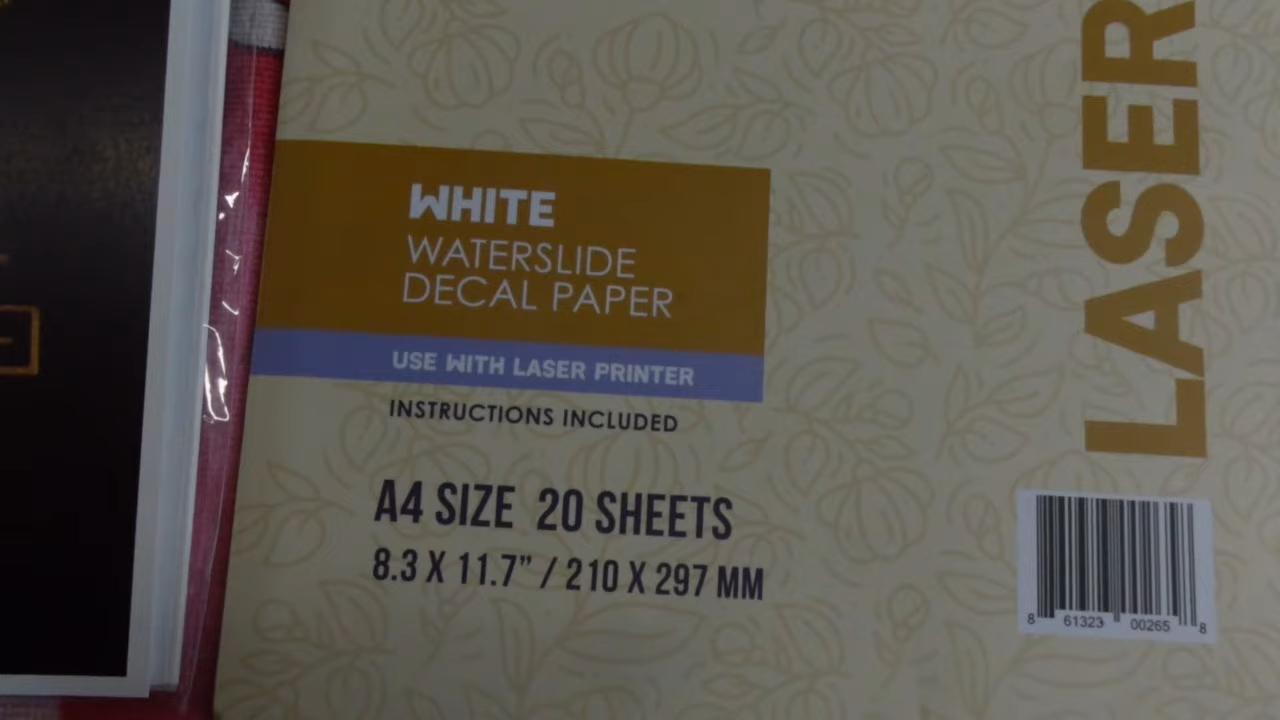 WHITE
WATERSLIDE
DECAL PAPER
USE WITH LASER PRINTER
INSTRUCTIONS INCLUDED
A4 SIZE 20 SHEETS
8.3 X 11.7” / 210 X 297 MM
LASER
8 61323 00265 8